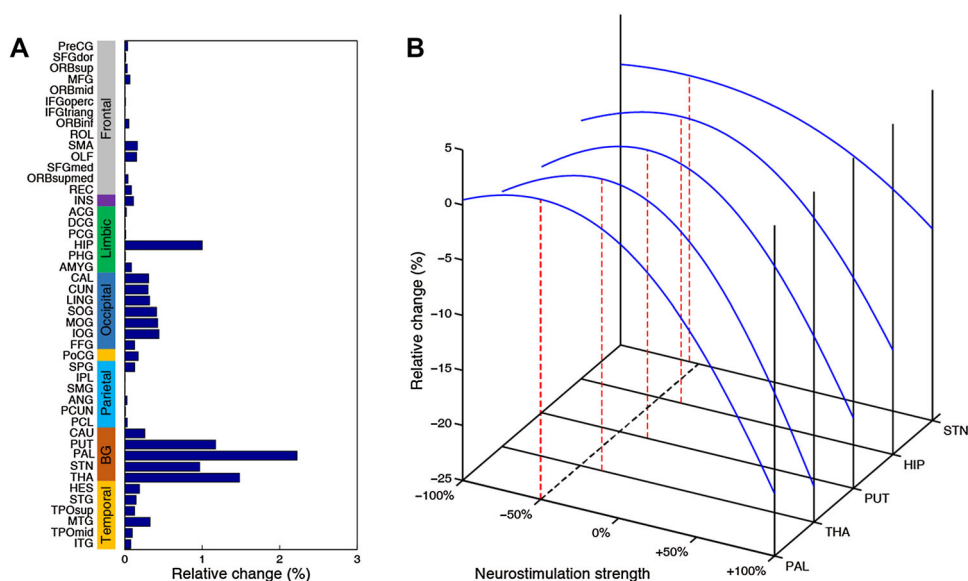 A
PreCG
SFGdor
ORBsup
MFG
ORBmid
IFGoperc
IFGtriang
ORBinf
ROL
SMA
OLF
SFGmed
ORBsupmed
REC
INS
ACG
DCG
PCG
HIP
PHG
AMYG
CAL
CUN
LING
SOG
MOG
IOG
FFG
PoCG
SPG
IPL
SMG
ANG
PCUN
PCL
CAU
PUT
PAL
STN
THA
HES
STG
TPOsup
MTG
TPOmid
ITG
Frontal
Limbic
Occipital
Parietal
BG
Temporal
0 1 2 3
Relative change (%)
B
5
0
−5
−10
−15
−20
−25
Relative change (%)
−100%
−50%
0%
+50%
+100%
Neurostimulation strength
PAL
THA
PUT
HIP
STN